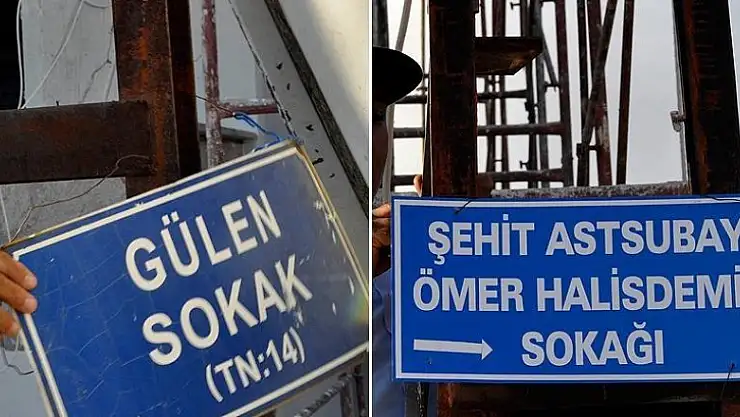 GÜLEN
SOKAK
(TN:14)
ŞEHİT ASTSUBAY
ÖMER HALİSDEMİ
SOKAĞI